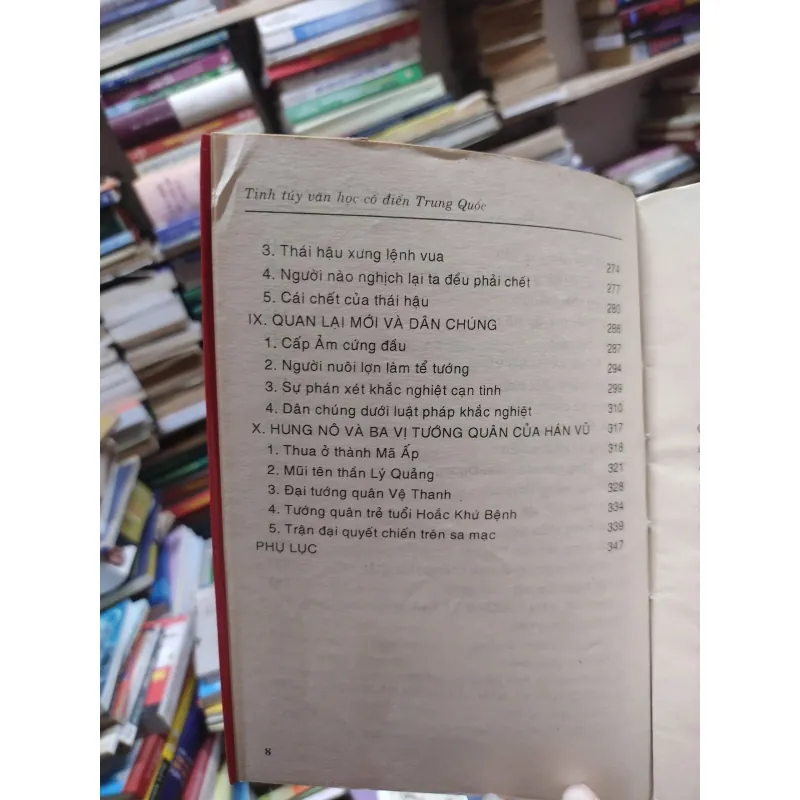 Tinh túy văn học cổ điển Trung Quốc
3. Thái hậu xưng lệnh vua 274
4. Người nào nghịch lại ta đều phải chết 277
5. Cái chết của thái hậu 280
IX. QUAN LẠI MỚI VÀ DÂN CHÚNG 286
1. Cấp Ảm cứng đầu 287
2. Người nuôi lợn làm tể tướng 294
3. Sự phán xét khắc nghiệt cạn tình 299
4. Dân chúng dưới luật pháp khắc nghiệt 310
X. HUNG NÔ VÀ BA VỊ TƯỚNG QUÂN CỦA HÁN VŨ 317
1. Thua ở thành Mã Ấp 318
2. Mũi tên thần Lý Quảng 321
3. Đại tướng quân Vệ Thanh 328
4. Tướng quân trẻ tuổi Hoắc Khứ Bệnh 334
5. Trận đại quyết chiến trên sa mạc 339
PHỤ LỤC 347
8